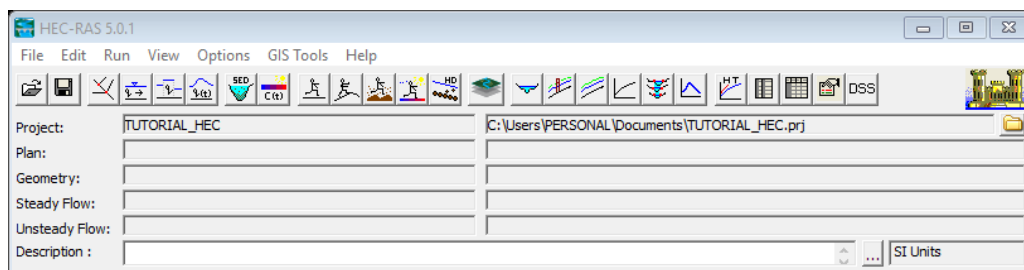 HEC-RAS 5.0.1
File Edit Run View Options GIS Tools Help
SED C(t) HD H.T. DSS
Project: TUTORIAL_HEC C:\Users\PERSONAL\Documents\TUTORIAL_HEC.prj
Plan:
Geometry:
Steady Flow:
Unsteady Flow:
Description : ... SI Units